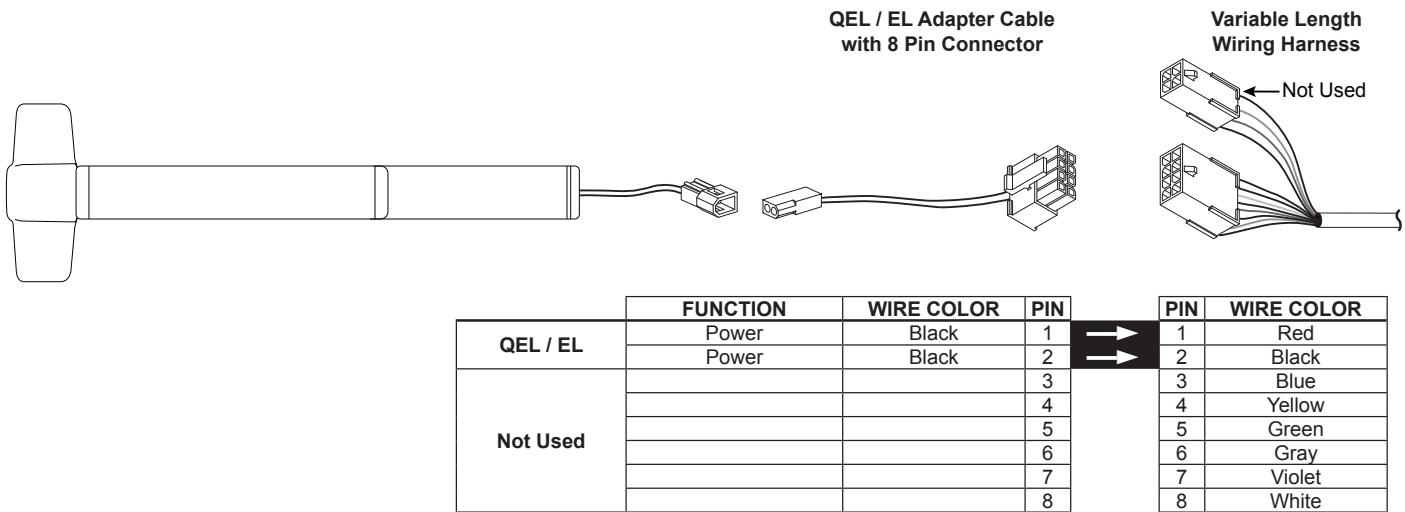 QEL / EL Adapter Cable
with 8 Pin Connector
Variable Length
Wiring Harness
Not Used
FUNCTION WIRE COLOR PIN PIN WIRE COLOR
QEL / EL Power Black 1 1 Red
Power Black 2 2 Black
Not Used 3 3 Blue
4 4 Yellow
5 5 Green
6 6 Gray
7 7 Violet
8 8 White